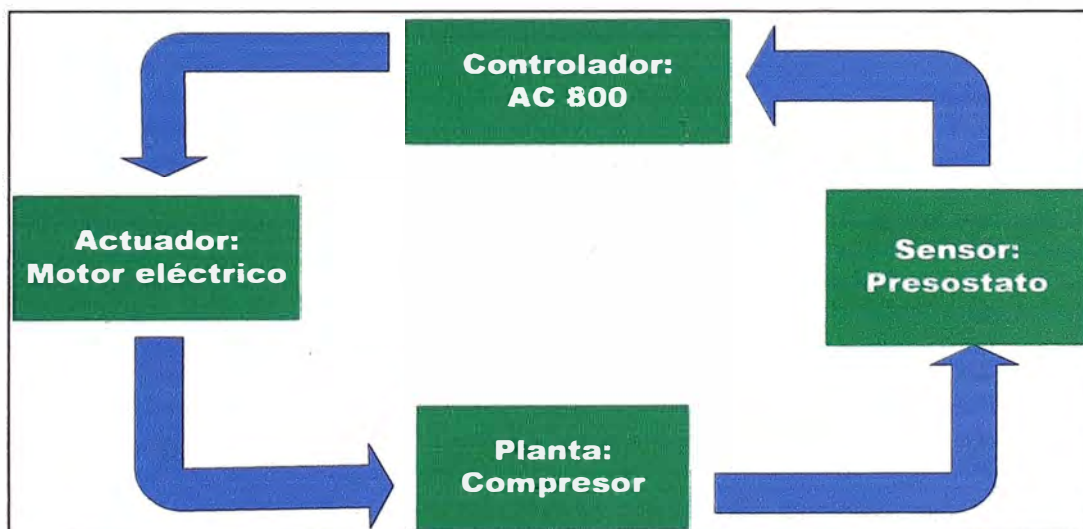 Controlador:
AC 800
Actuador:
Motor eléctrico
Sensor:
Presostato
Planta:
Compresor